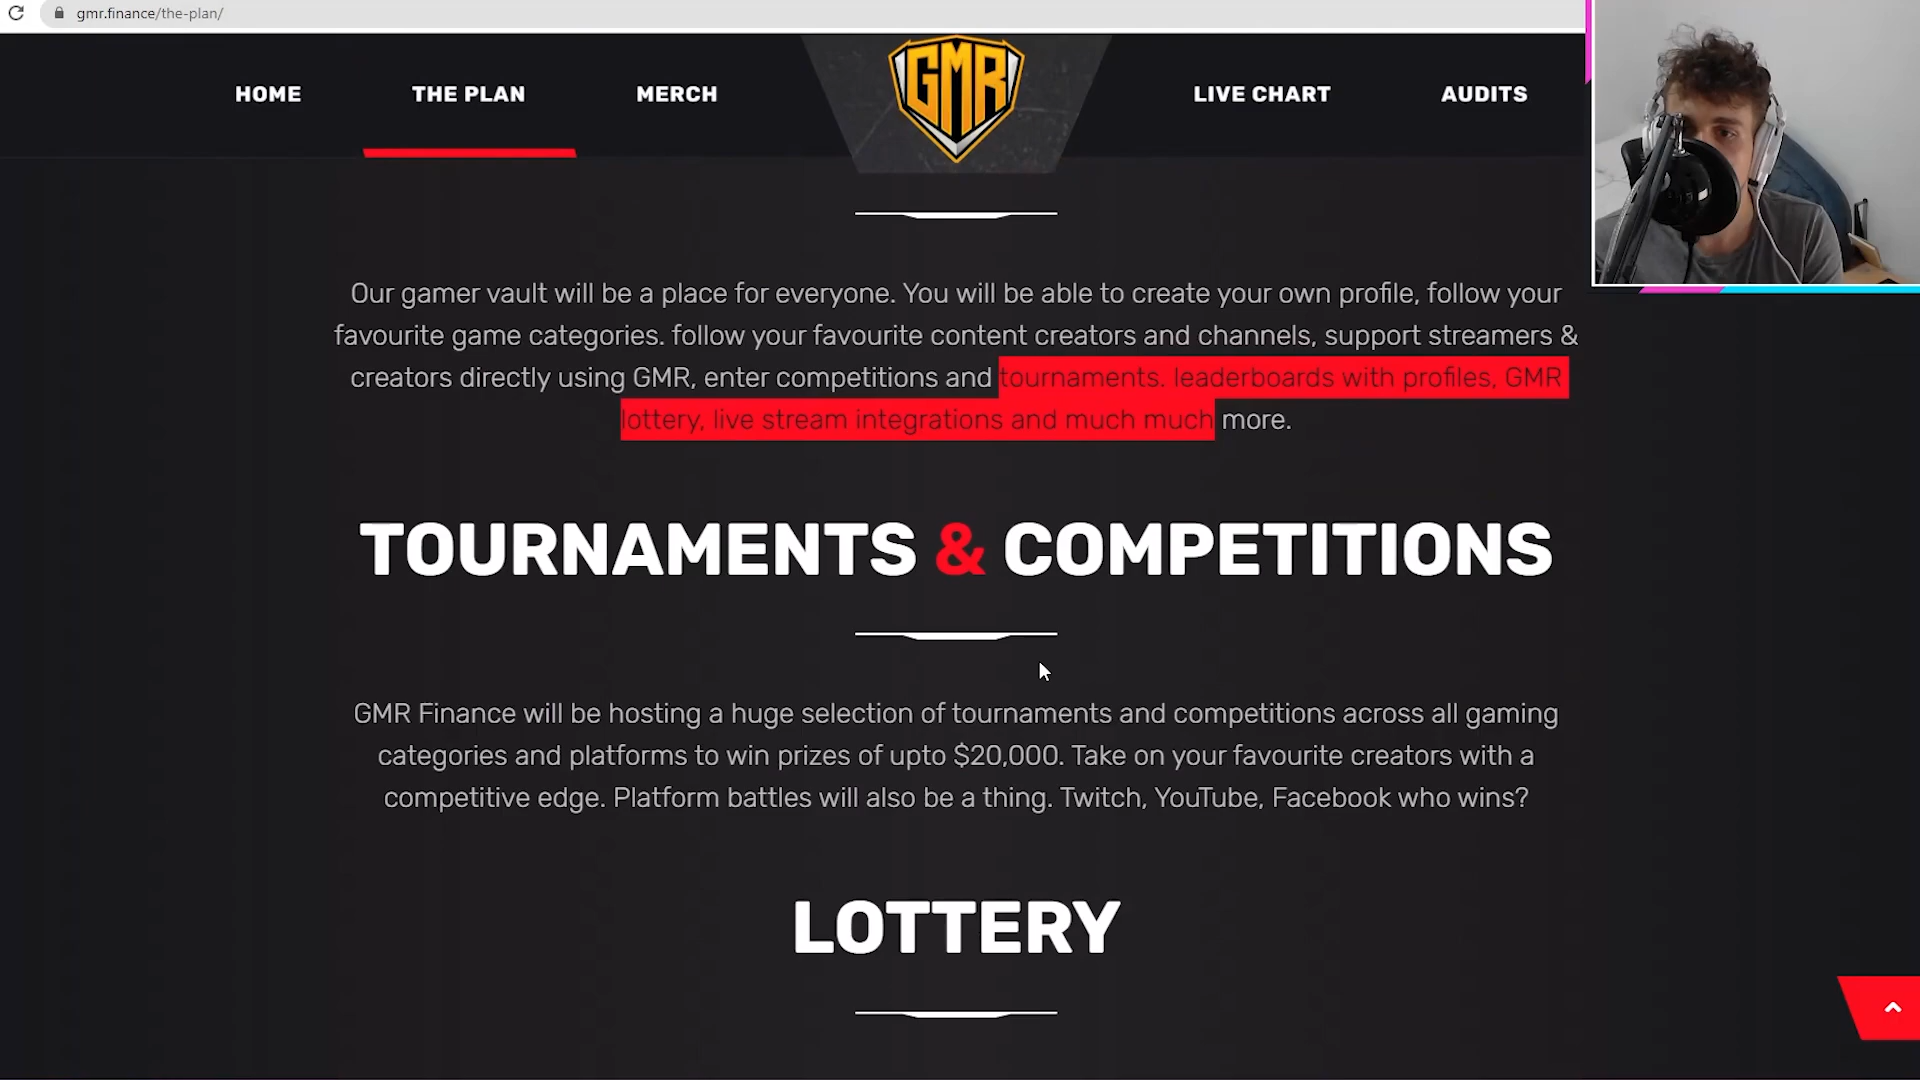 gmr.finance/the-plan/
HOME
THE PLAN
MERCH
GMR
LIVE CHART
AUDITS
Our gamer vault will be a place for everyone. You will be able to create your own profile, follow your
favourite game categories. follow your favourite content creators and channels, support streamers &
creators directly using GMR, enter competitions and tournaments. leaderboards with profiles, GMR
lottery, live stream integrations and much much more.
TOURNAMENTS & COMPETITIONS
GMR Finance will be hosting a huge selection of tournaments and competitions across all gaming
categories and platforms to win prizes of upto $20,000. Take on your favourite creators with a
competitive edge. Platform battles will also be a thing. Twitch, YouTube, Facebook who wins?
LOTTERY